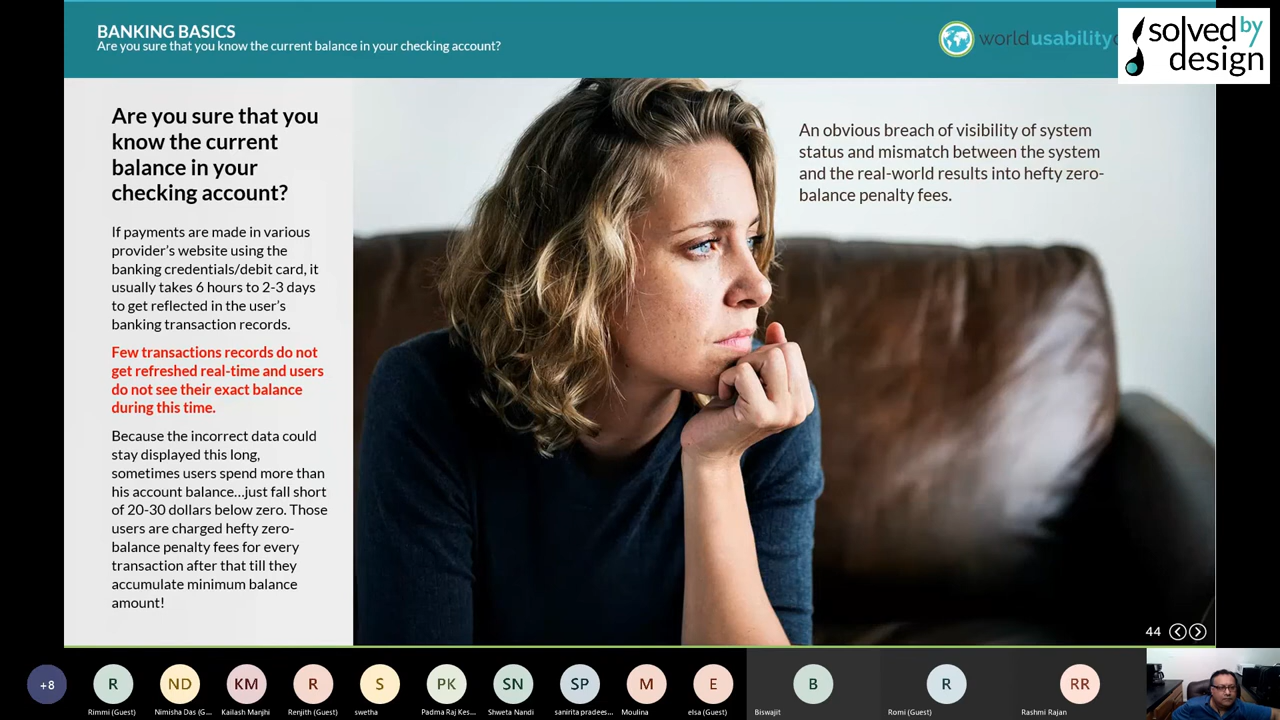 BANKING BASICS
Are you sure that you know the current balance in your checking account?
worldusability
solved by
design
Are you sure that you
know the current
balance in your
checking account?
If payments are made in various
provider's website using the
banking credentials/debit card, it
usually takes 6 hours to 2-3 days
to get reflected in the user's
banking transaction records.
Few transactions records do not
get refreshed real-time and users
do not see their exact balance
during this time.
Because the incorrect data could
stay displayed this long,
sometimes users spend more than
his account balance...just fall short
of 20-30 dollars below zero. Those
users are charged hefty zero-
balance penalty fees for every
transaction after that till they
accumulate minimum balance
amount!
An obvious breach of visibility of system
status and mismatch between the system
and the real-world results into hefty zero-
balance penalty fees.
44
+8
R
ND
KM
R
S
PK
SN
SP
M
E
B
R
RR
Rimmi (Guest)
Nimisha Das (G...
Kailash Manjhi
Renjith (Guest)
swetha
Padma Raj Kes...
Shweta Nandi
sanirita pradees...
Moulina
elsa (Guest)
Biswajit
Romi (Guest)
Rashmi Rajan